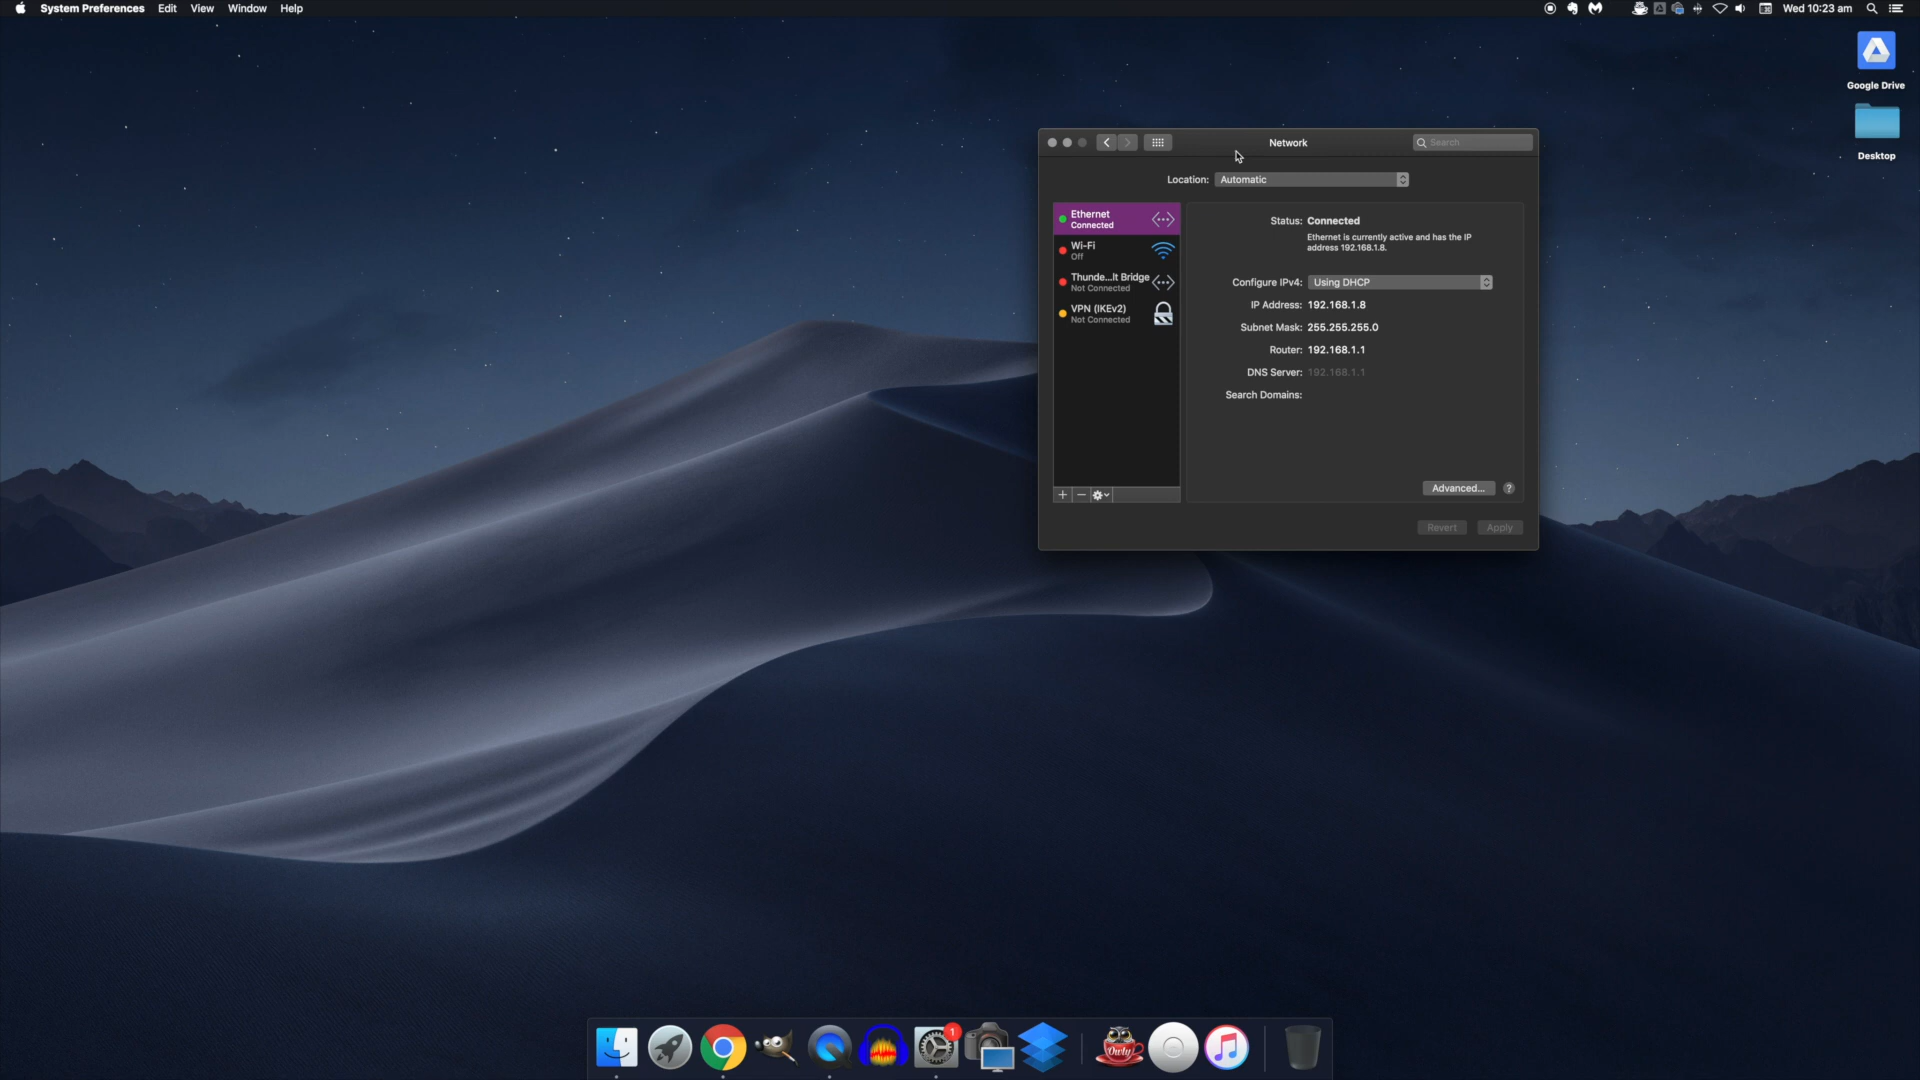 System Preferences Edit View Window Help
Wed 10:23 am
Google Drive
Desktop
Network
Search
Location: Automatic
Ethernet
Connected
Wi-Fi
Off
Thunde...lt Bridge
Not Connected
VPN (IKEv2)
Not Connected
Status: Connected
Ethernet is currently active and has the IP
address 192.168.1.8.
Configure IPv4: Using DHCP
IP Address: 192.168.1.8
Subnet Mask: 255.255.255.0
Router: 192.168.1.1
DNS Server: 192.168.1.1
Search Domains:
Advanced... ?
Revert Apply
1
Owly